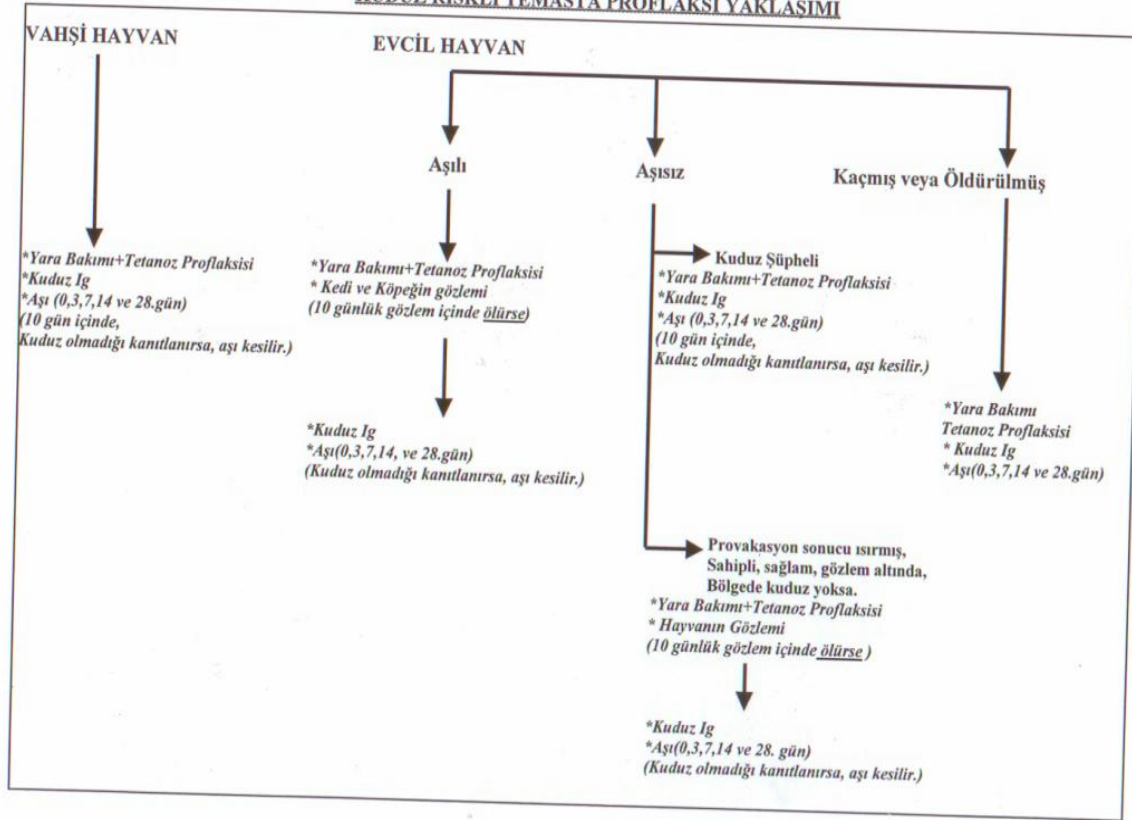 KUDUZ RİSKLİ TEMASTA PROFLAKSİ YAKLAŞIMI
VAHŞİ HAYVAN
EVCİL HAYVAN
Aşılı
Aşısız
Kaçmış veya Öldürülmüş
*Yara Bakımı+Tetanoz Proflaksisi
*Kuduz Ig
*Aşı (0,3,7,14 ve 28.gün)
(10 gün içinde,
Kuduz olmadığı kanıtlanırsa, aşı kesilir.)
*Yara Bakımı+Tetanoz Proflaksisi
* Kedi ve Köpeğin gözlemi
(10 günlük gözlem içinde ölürse)
*Kuduz Ig
*Aşı(0,3,7,14, ve 28.gün)
(Kuduz olmadığı kanıtlanırsa, aşı kesilir.)
Kuduz Şüpheli
*Yara Bakımı+Tetanoz Proflaksisi
*Kuduz Ig
*Aşı (0,3,7,14 ve 28.gün)
(10 gün içinde,
Kuduz olmadığı kanıtlanırsa, aşı kesilir.)
*Yara Bakımı
Tetanoz Proflaksisi
* Kuduz Ig
*Aşı(0,3,7,14 ve 28.gün)
Provakasyon sonucu ısırmış,
Sahipli, sağlam, gözlem altında,
Bölgede kuduz yoksa.
*Yara Bakımı+Tetanoz Proflaksisi
* Hayvanın Gözlemi
(10 günlük gözlem içinde ölürse )
*Kuduz Ig
*Aşı(0,3,7,14 ve 28. gün)
(Kuduz olmadığı kanıtlanırsa, aşı kesilir.)